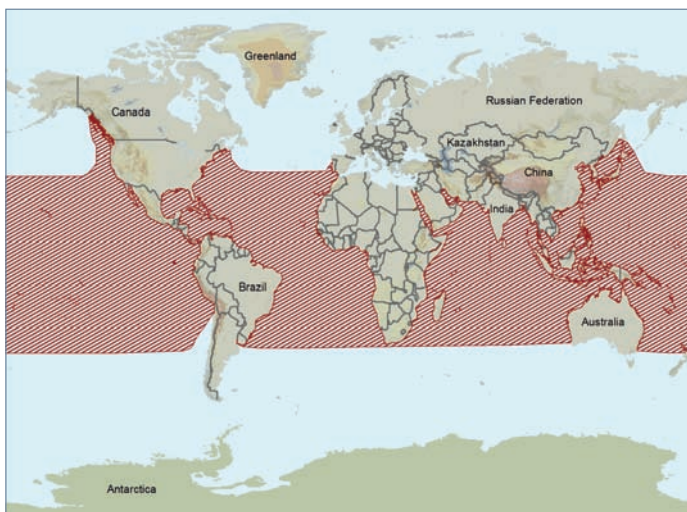 Greenland
Canada
Russian Federation
Kazakhstan
China
India
Brazil
Australia
Antarctica